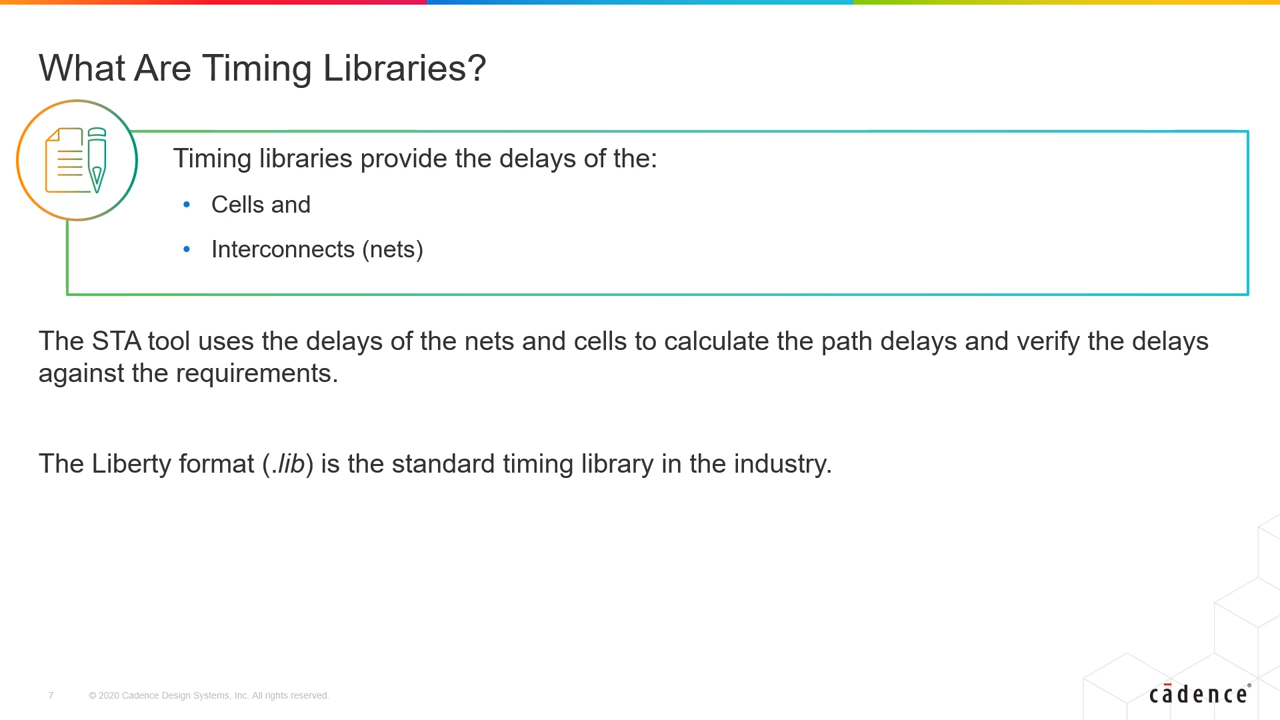 What Are Timing Libraries?
Timing libraries provide the delays of the:
• Cells and
• Interconnects (nets)
The STA tool uses the delays of the nets and cells to calculate the path delays and verify the delays
against the requirements.
The Liberty format (.lib) is the standard timing library in the industry.
7 © 2020 Cadence Design Systems, Inc. All rights reserved.
cādence®